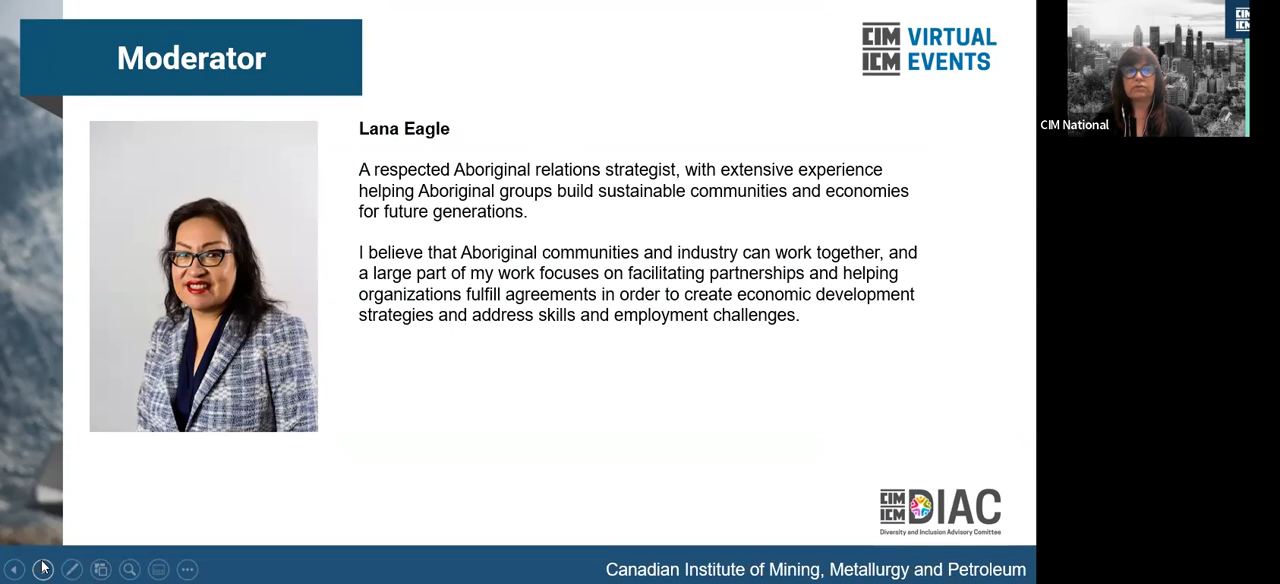 Moderator
CIM VIRTUAL
ICM EVENTS
CIM
ICM
CIM National
Lana Eagle
A respected Aboriginal relations strategist, with extensive experience
helping Aboriginal groups build sustainable communities and economies
for future generations.
I believe that Aboriginal communities and industry can work together, and
a large part of my work focuses on facilitating partnerships and helping
organizations fulfill agreements in order to create economic development
strategies and address skills and employment challenges.
CIM
ICM DIAC
Diversity and Inclusion Advisory Comittee
Canadian Institute of Mining, Metallurgy and Petroleum